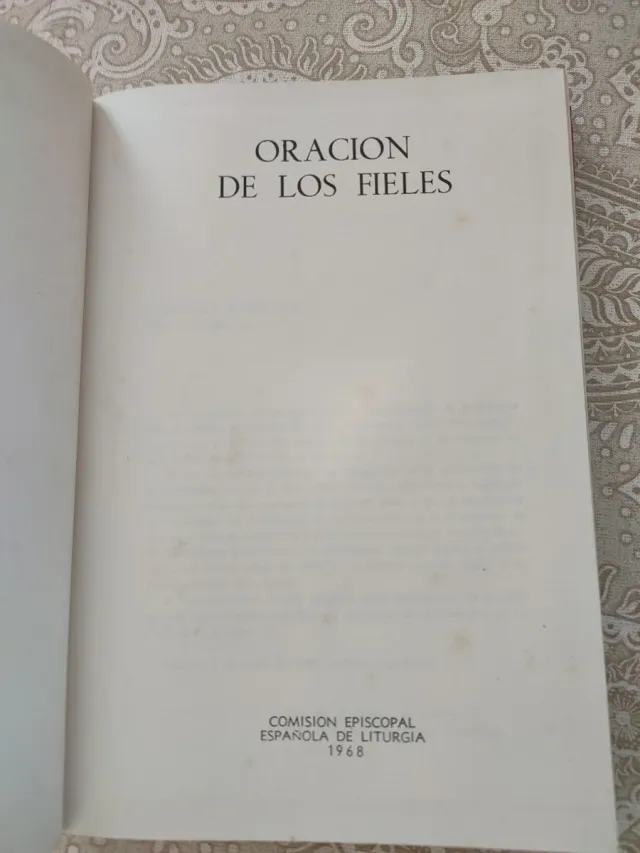 ORACION
DE LOS FIELES
COMISION EPISCOPAL
ESPAÑOLA DE LITURGIA
1968